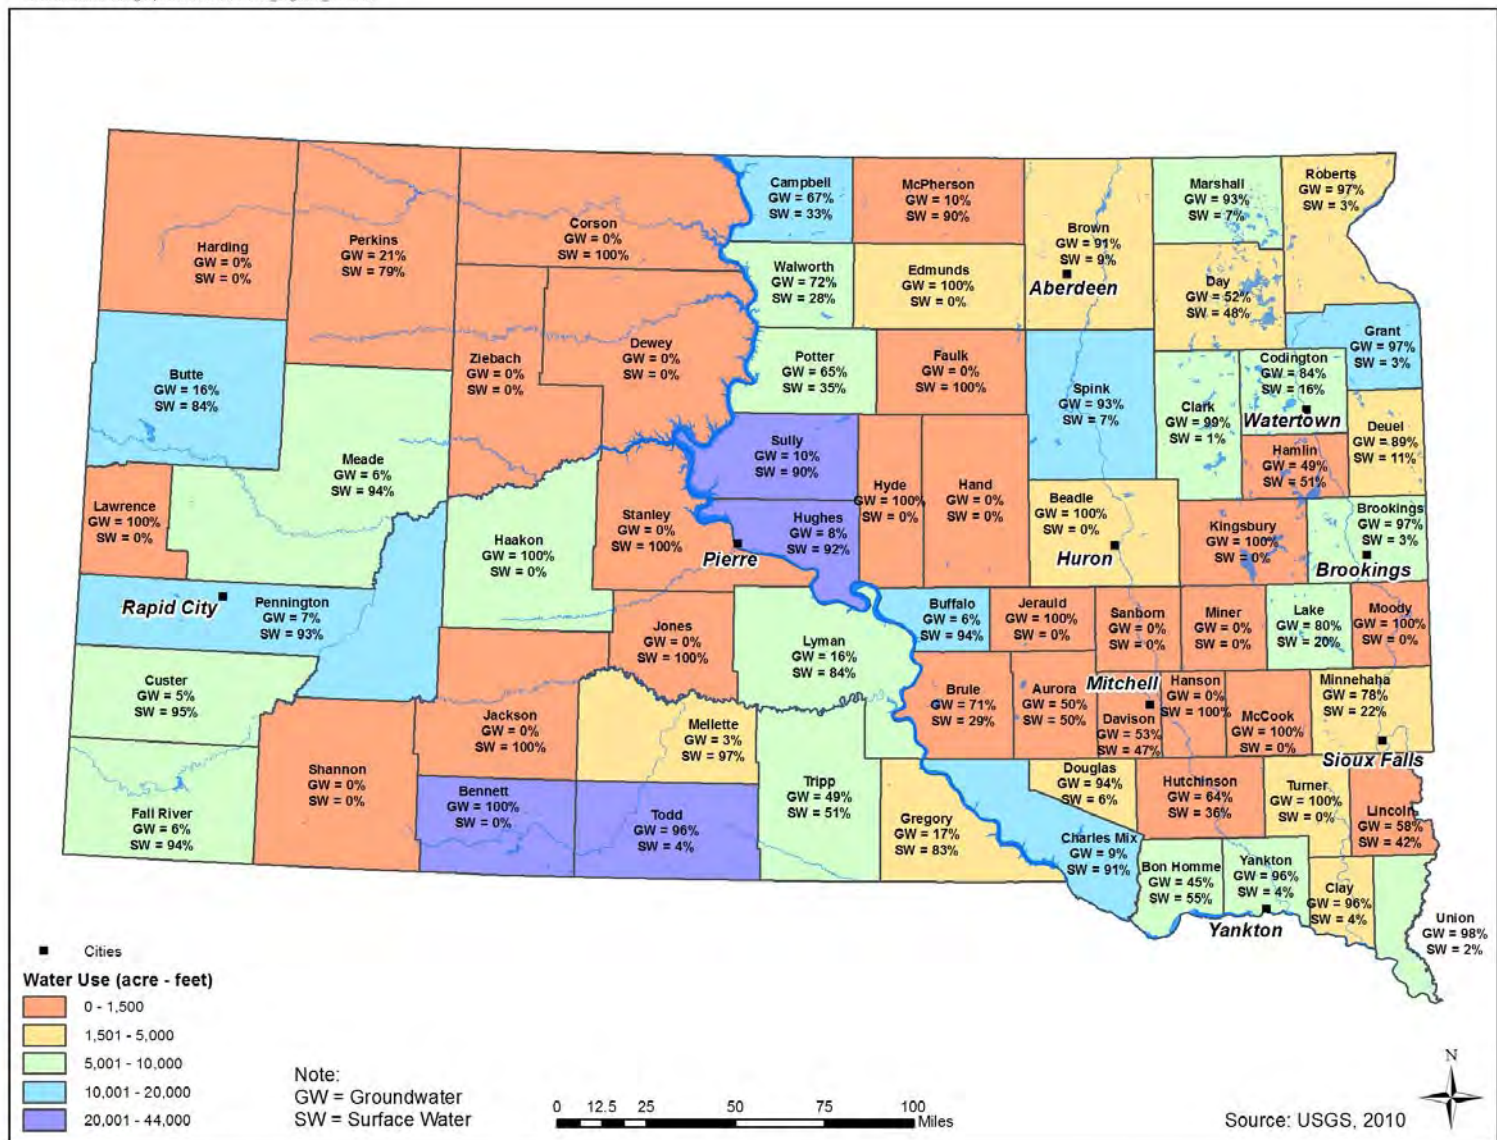 Campbell
GW = 67%
SW = 33%
McPherson
GW = 10%
SW = 90%
Brown
GW = 91%
SW = 9%
Aberdeen
Marshall
GW = 93%
SW = 7%
Roberts
GW = 97%
SW = 3%
Harding
GW = 0%
SW = 0%
Perkins
GW = 21%
SW = 79%
Corson
GW = 0%
SW = 100%
Walworth
GW = 72%
SW = 28%
Edmunds
GW = 100%
SW = 0%
Day
GW = 52%
SW = 48%
Butte
GW = 16%
SW = 84%
Ziebach
GW = 0%
SW = 0%
Dewey
GW = 0%
SW = 0%
Potter
GW = 65%
SW = 35%
Faulk
GW = 0%
SW = 100%
Spink
GW = 93%
SW = 7%
Clark
GW = 99%
SW = 1%
Codington
GW = 84%
SW = 16%
Watertown
Grant
GW = 97%
SW = 3%
Deuel
GW = 89%
SW = 11%
Hamlin
GW = 49%
SW = 51%
Meade
GW = 6%
SW = 94%
Lawrence
GW = 100%
SW = 0%
Sully
GW = 10%
SW = 90%
Hyde
GW = 100%
SW = 0%
Hand
GW = 0%
SW = 0%
Beadle
GW = 100%
SW = 0%
Huron
Kingsbury
GW = 100%
SW = 0%
Brookings
GW = 97%
SW = 3%
Brookings
Haakon
GW = 100%
SW = 0%
Stanley
GW = 0%
SW = 100%
Pierre
Hughes
GW = 8%
SW = 92%
Rapid City
Pennington
GW = 7%
SW = 93%
Jones
GW = 0%
SW = 100%
Lyman
GW = 16%
SW = 84%
Buffalo
GW = 6%
SW = 94%
Jerauld
GW = 100%
SW = 0%
Sanborn
GW = 0%
SW = 0%
Miner
GW = 0%
SW = 0%
Lake
GW = 80%
SW = 20%
Moody
GW = 100%
SW = 0%
Custer
GW = 5%
SW = 95%
Jackson
GW = 0%
SW = 100%
Mellette
GW = 3%
SW = 97%
Brule
GW = 71%
SW = 29%
Aurora
GW = 50%
SW = 50%
Mitchell
Davison
GW = 53%
SW = 47%
Hanson
GW = 0%
SW = 100%
McCook
GW = 100%
SW = 0%
Minnehaha
GW = 78%
SW = 22%
Sioux Falls
Fall River
GW = 6%
SW = 94%
Shannon
GW = 0%
SW = 0%
Bennett
GW = 100%
SW = 0%
Todd
GW = 96%
SW = 4%
Tripp
GW = 49%
SW = 51%
Gregory
GW = 17%
SW = 83%
Charles Mix
GW = 9%
SW = 91%
Douglas
GW = 94%
SW = 6%
Hutchinson
GW = 64%
SW = 36%
Turner
GW = 100%
SW = 0%
Lincoln
GW = 58%
SW = 42%
Bon Homme
GW = 45%
SW = 55%
Yankton
GW = 96%
SW = 4%
Yankton
Clay
GW = 96%
SW = 4%
Union
GW = 98%
SW = 2%
Cities
Water Use (acre - feet)
0 - 1,500
1,501 - 5,000
5,001 - 10,000
10,001 - 20,000
20,001 - 44,000
Note:
GW = Groundwater
SW = Surface Water
0 12.5 25 50 75 100
Miles
N
Source: USGS, 2010